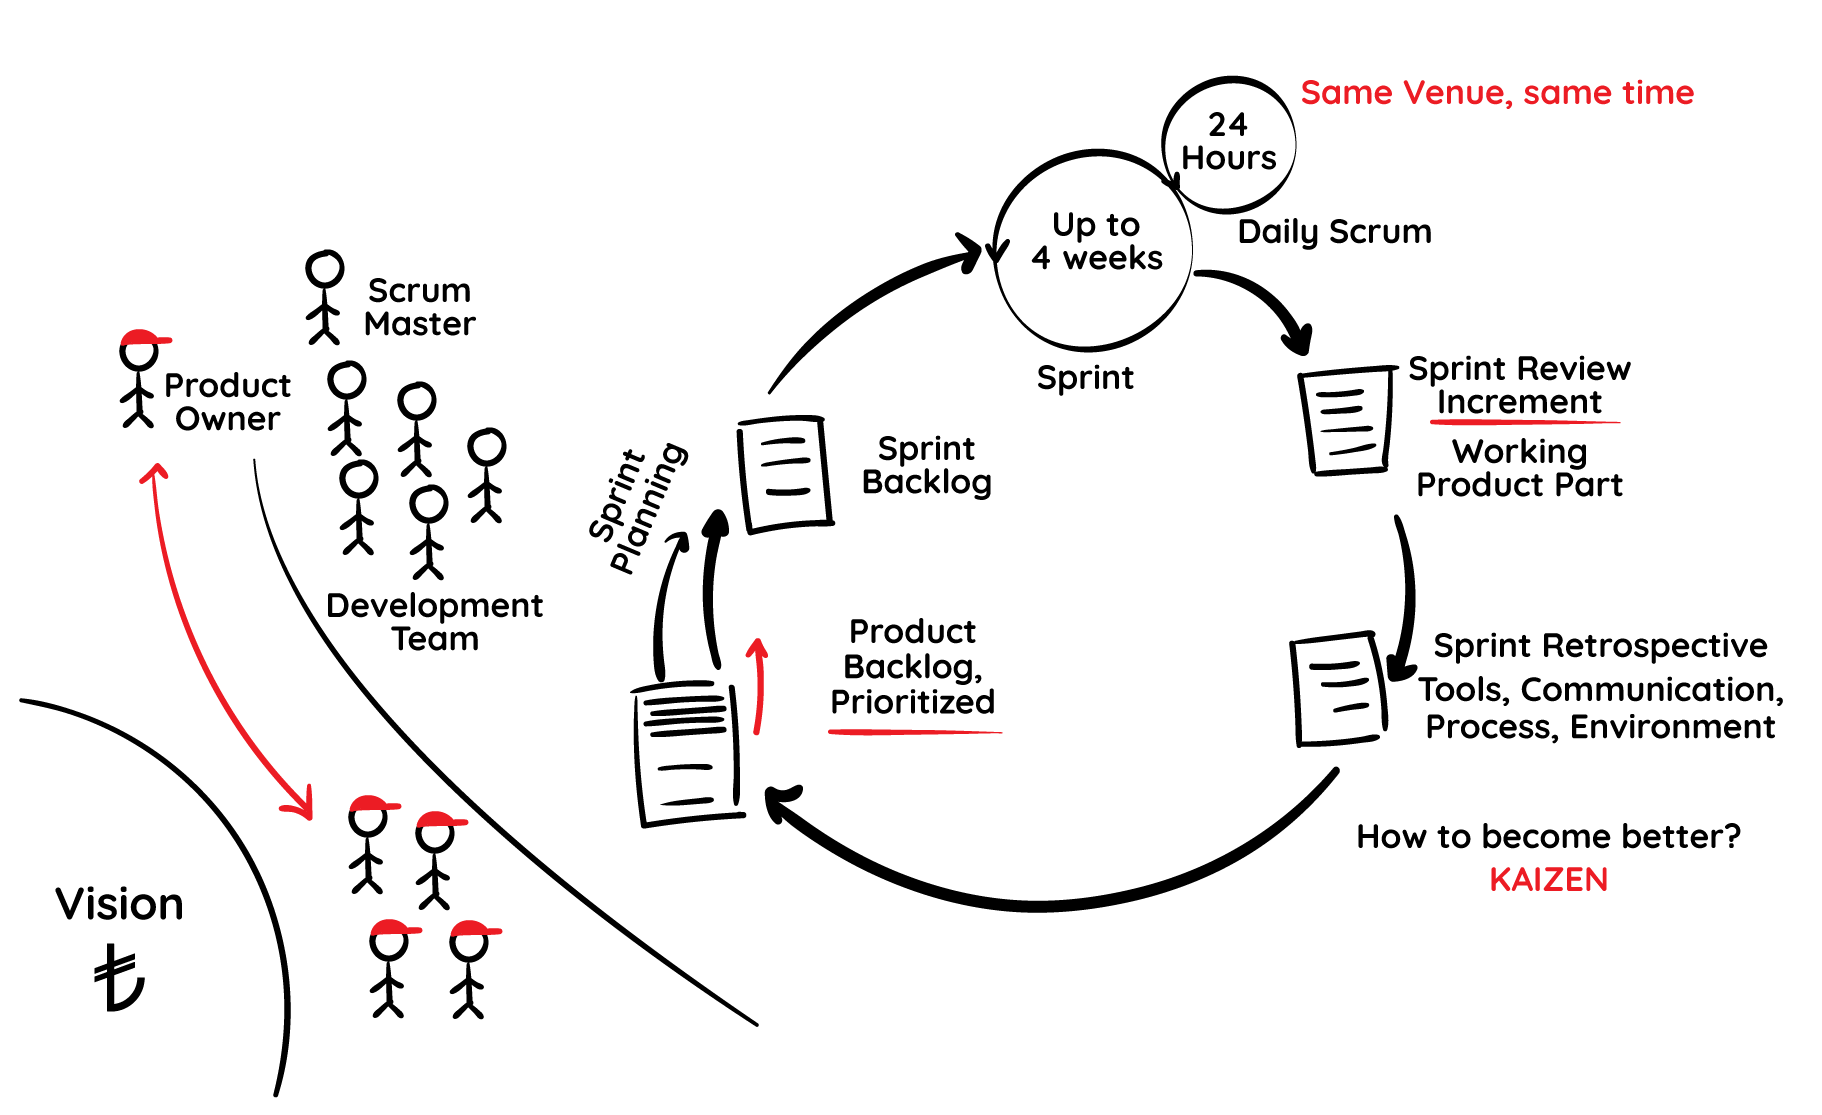 Same Venue, same time
24
Hours
Daily Scrum
Up to
4 weeks
Sprint
Scrum
Master
Product
Owner
Development
Team
Sprint
Planning
Sprint
Backlog
Product
Backlog,
Prioritized
Sprint Review
Increment
Working
Product Part
Sprint Retrospective
Tools, Communication,
Process, Environment
How to become better?
KAIZEN
Vision
₺